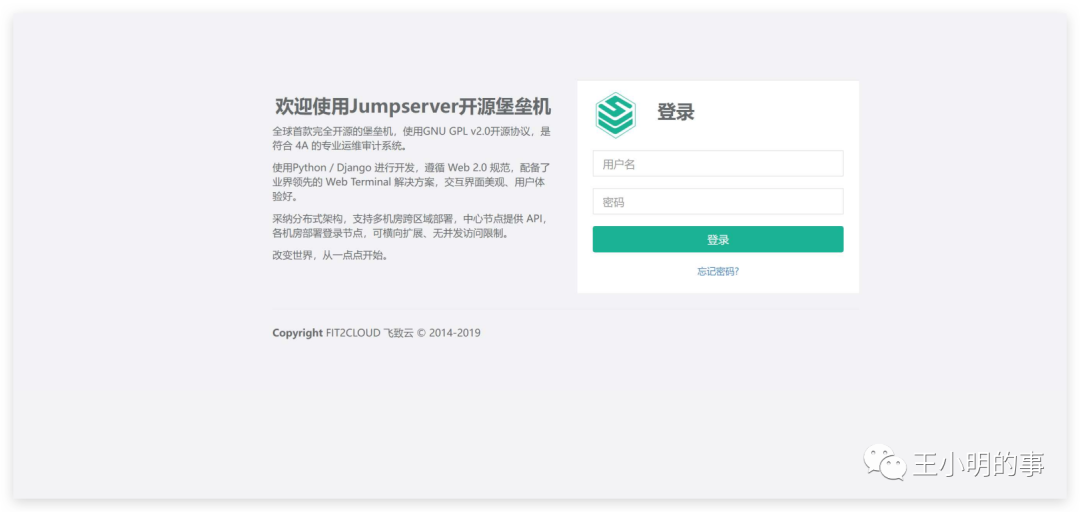 欢迎使用Jumpserver开源堡垒机
全球首款完全开源的堡垒机，使用GNU GPL v2.0开源协议，是
符合 4A 的专业运维审计系统。
使用Python / Django 进行开发，遵循 Web 2.0 规范，配备了
业界领先的 Web Terminal 解决方案，交互界面美观、用户体
验好。
采纳分布式架构，支持多机房跨区域部署，中心节点提供 API，
各机房部署登录节点，可横向扩展、无并发访问限制。
改变世界，从一点点开始。
登录
用户名
密码
登录
忘记密码?
Copyright FIT2CLOUD 飞致云 © 2014-2019
王小明的事